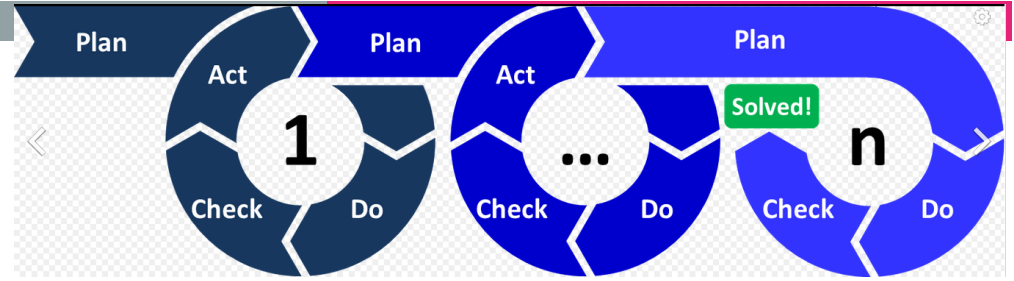 Plan
Act
1
Check
Do
Plan
Act
...
Check
Do
Plan
Solved!
n
Check
Do